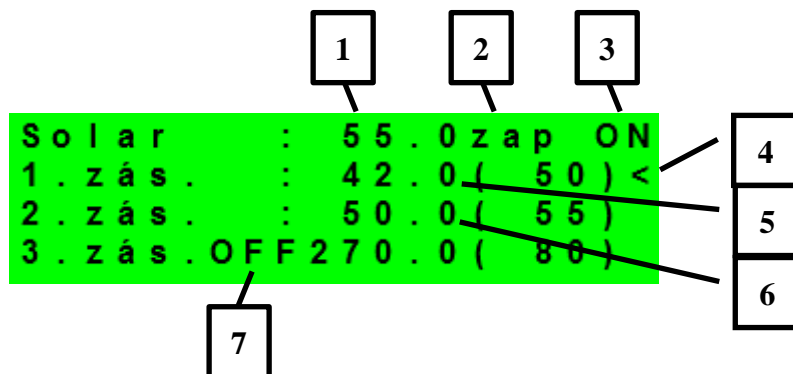 1 2 3
Solar : 55.0zap ON
1.zás. : 42.0( 50)<
2.zás. : 50.0( 55)
3.zás.OFF270.0( 80)
4
5
6
7